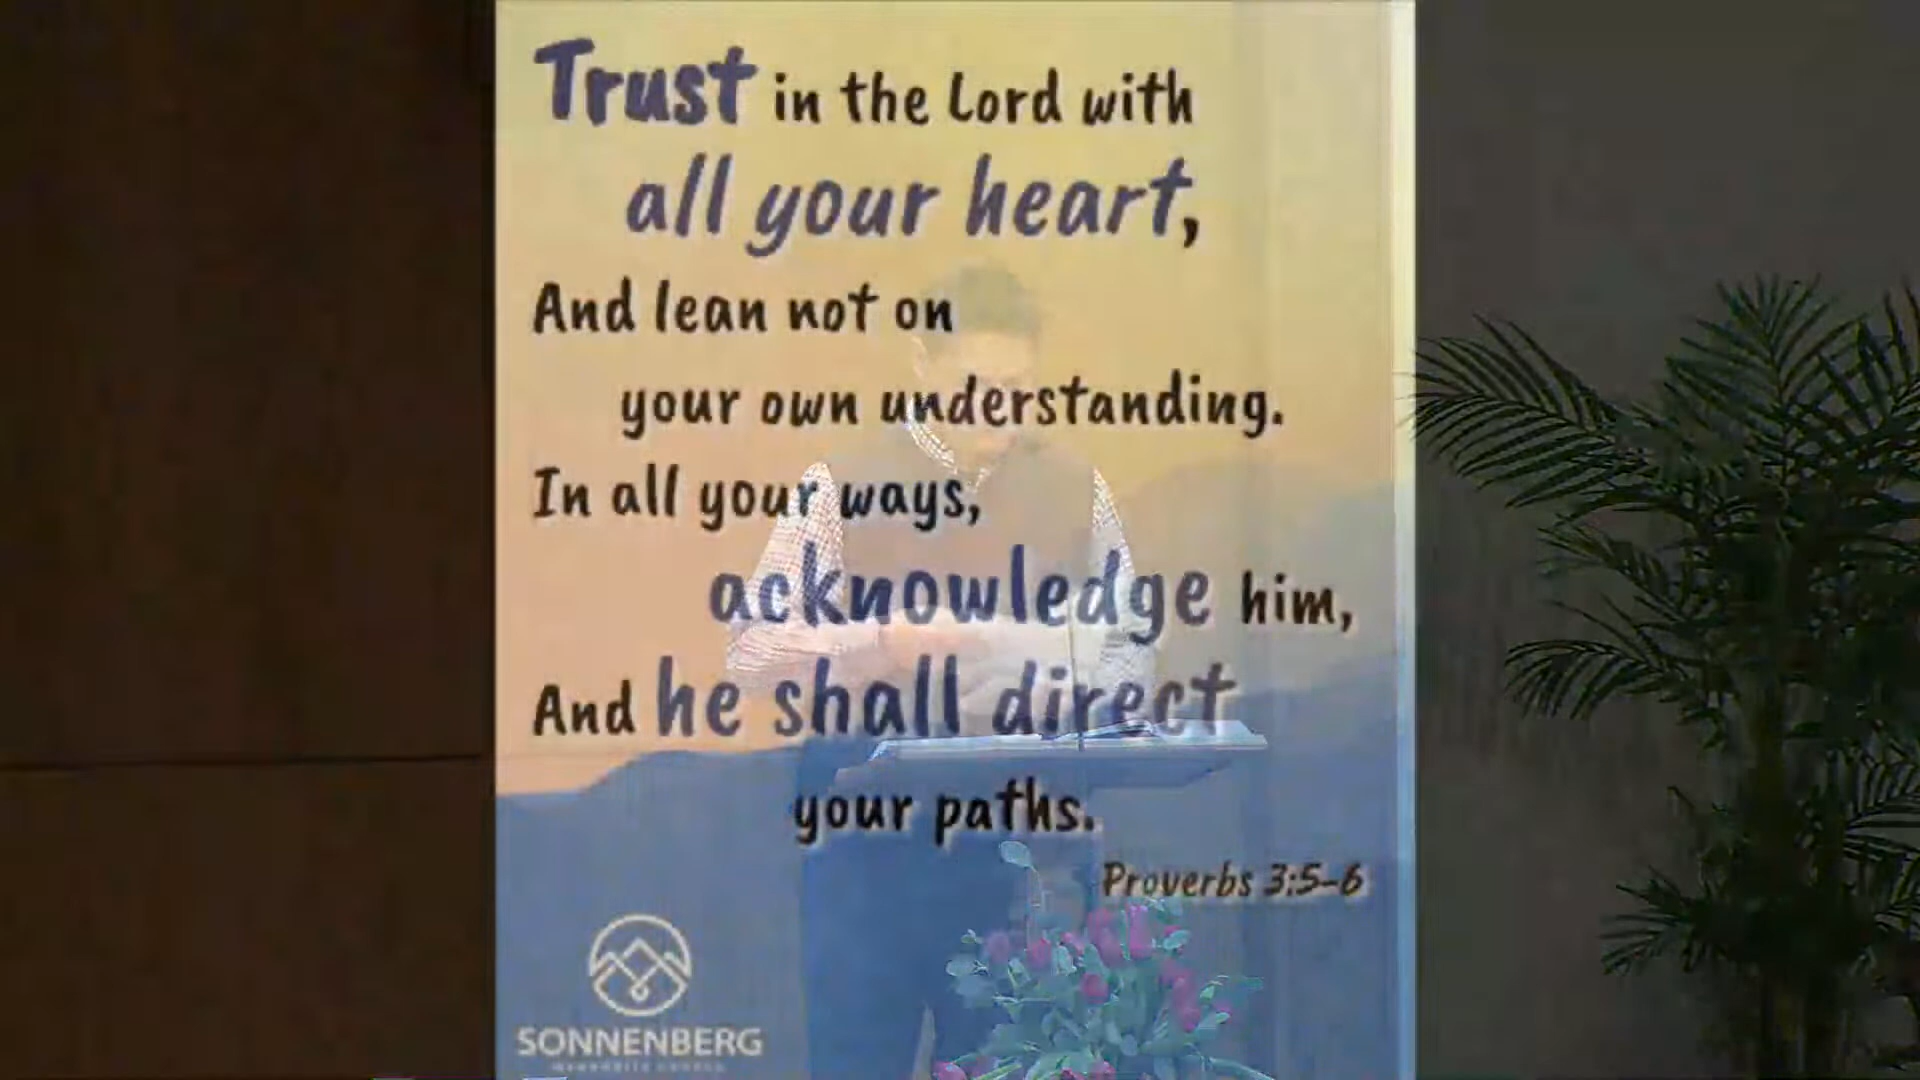 Trust in the Lord with
all your heart,
And lean not on
your own understanding.
In all your ways,
acknowledge him,
And he shall direct
your paths.
Proverbs 3:5-6
SONNENBERG